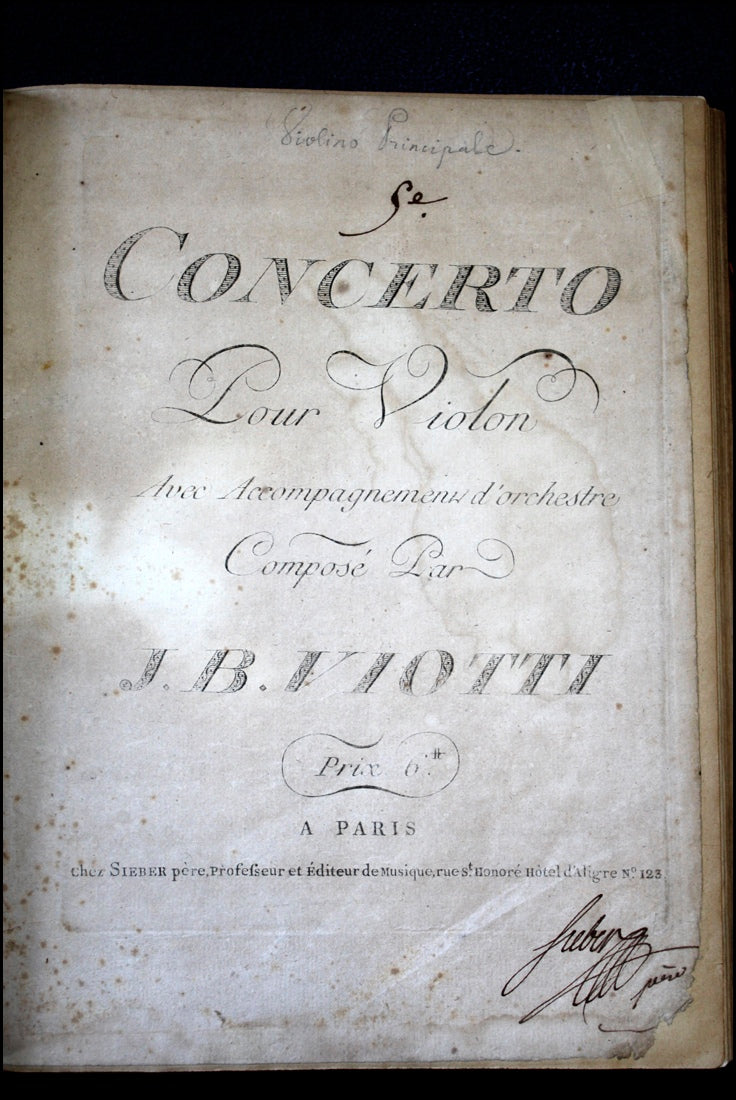 Violino Principale.
5e.
CONCERTO
Pour Violon
Avec Accompagnement d'orchestre
Composé Par
J. B. VIOTTI
Prix 6.#
A PARIS
Chez SIEBER père, Profeſseur et Éditeur de Musique, rue St. Honoré Hôtel d'Aligre No. 123
Sieber
père